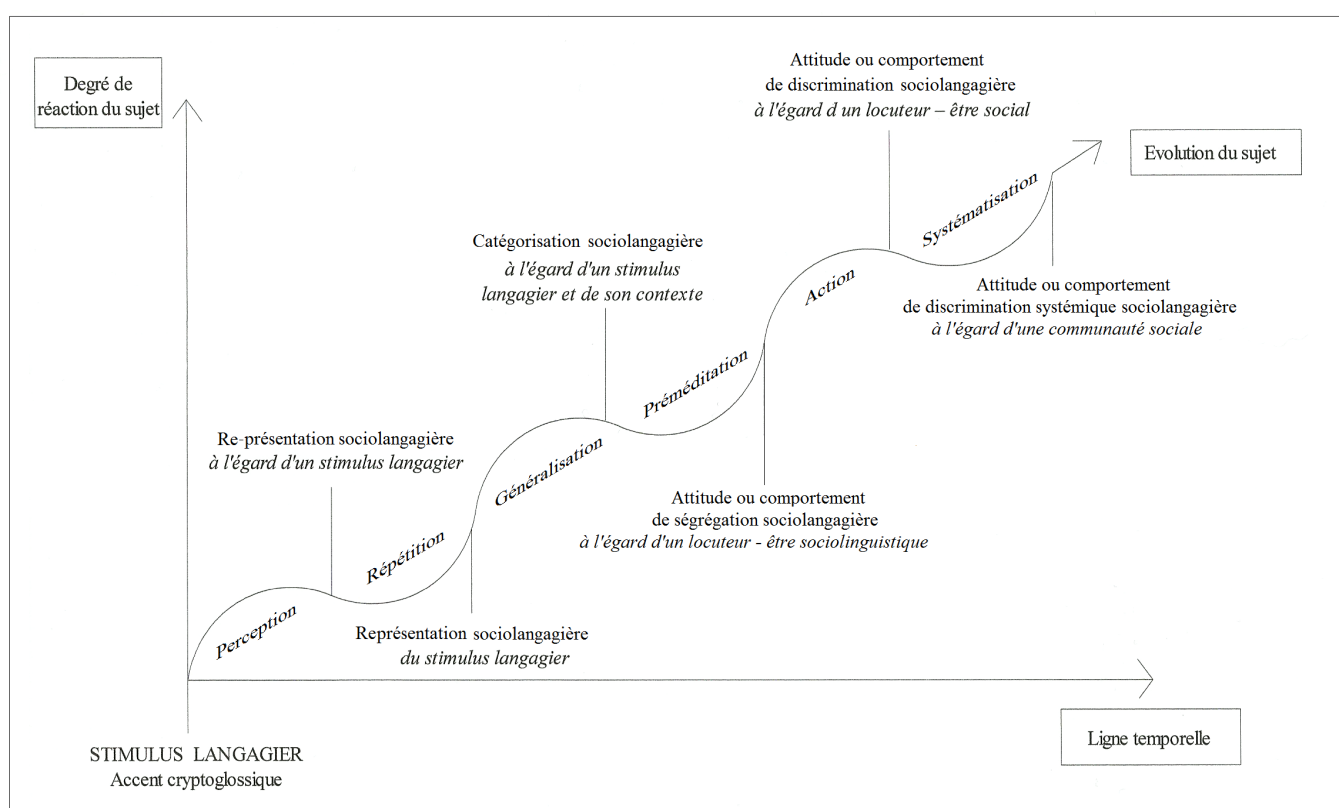 Degré de
réaction du sujet
Attitude ou comportement
de discrimination sociolangagière
à l'égard d un locuteur – être social
Evolution du sujet
Systématisation
Catégorisation sociolangagière
à l'égard d'un stimulus
langagier et de son contexte
Action
Attitude ou comportement
de discrimination systémique sociolangagière
à l'égard d'une communauté sociale
Préméditation
Re-présentation sociolangagière
à l'égard d'un stimulus langagier
Généralisation
Attitude ou comportement
de ségrégation sociolangagière
à l'égard d'un locuteur - être sociolinguistique
Répétition
Perception
Représentation sociolangagière
du stimulus langagier
Ligne temporelle
STIMULUS LANGAGIER
Accent cryptoglossique